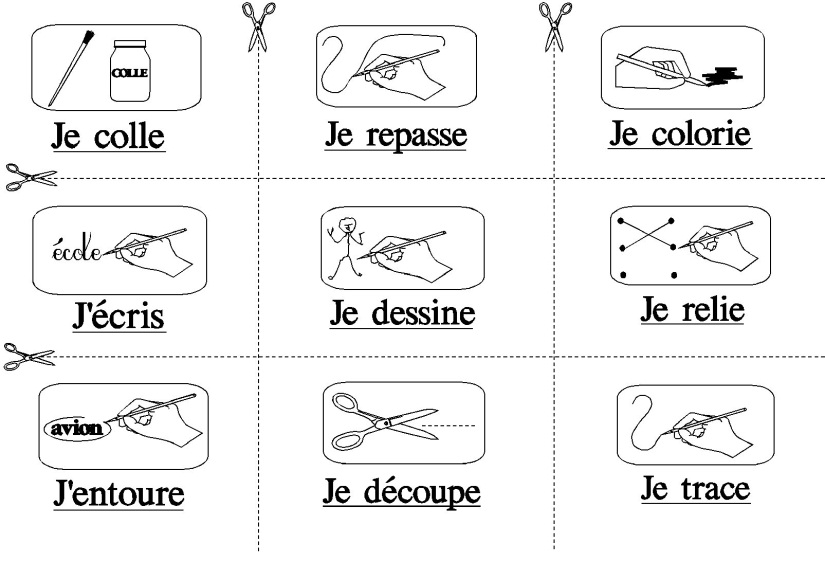 COLLE
Je colle
Je repasse
Je colorie
école
J'écris
Je dessine
Je relie
avion
J'entoure
Je découpe
Je trace